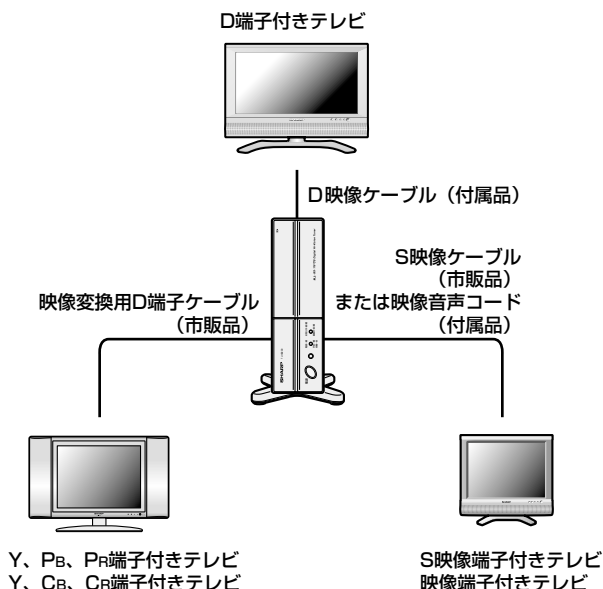 D端子付きテレビ
D映像ケーブル（付属品）
S映像ケーブル
（市販品）
または映像音声コード
（付属品）
映像変換用D端子ケーブル
（市販品）
SHARP
Y、PB、PR端子付きテレビ
Y、CB、CR端子付きテレビ
S映像端子付きテレビ
映像端子付きテレビ